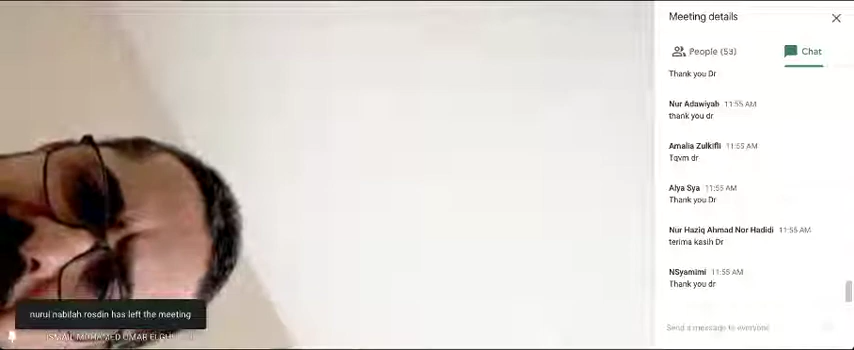 Meeting details
People (53)
Chat
Thank you Dr
Nur Adawiyah 11:55 AM
thank you dr
Amalia Zulkifli 11:55 AM
Tqvm dr
Alya Sya 11:55 AM
Thank you Dr
Nur Haziq Ahmad Nor Hadidi 11:55 AM
terima kasih Dr
NSyamimi 11:55 AM
Thank you dr
Send a message to everyone
nurul nabilah rosdin has left the meeting
ISMAIL MOHAMED OMAR